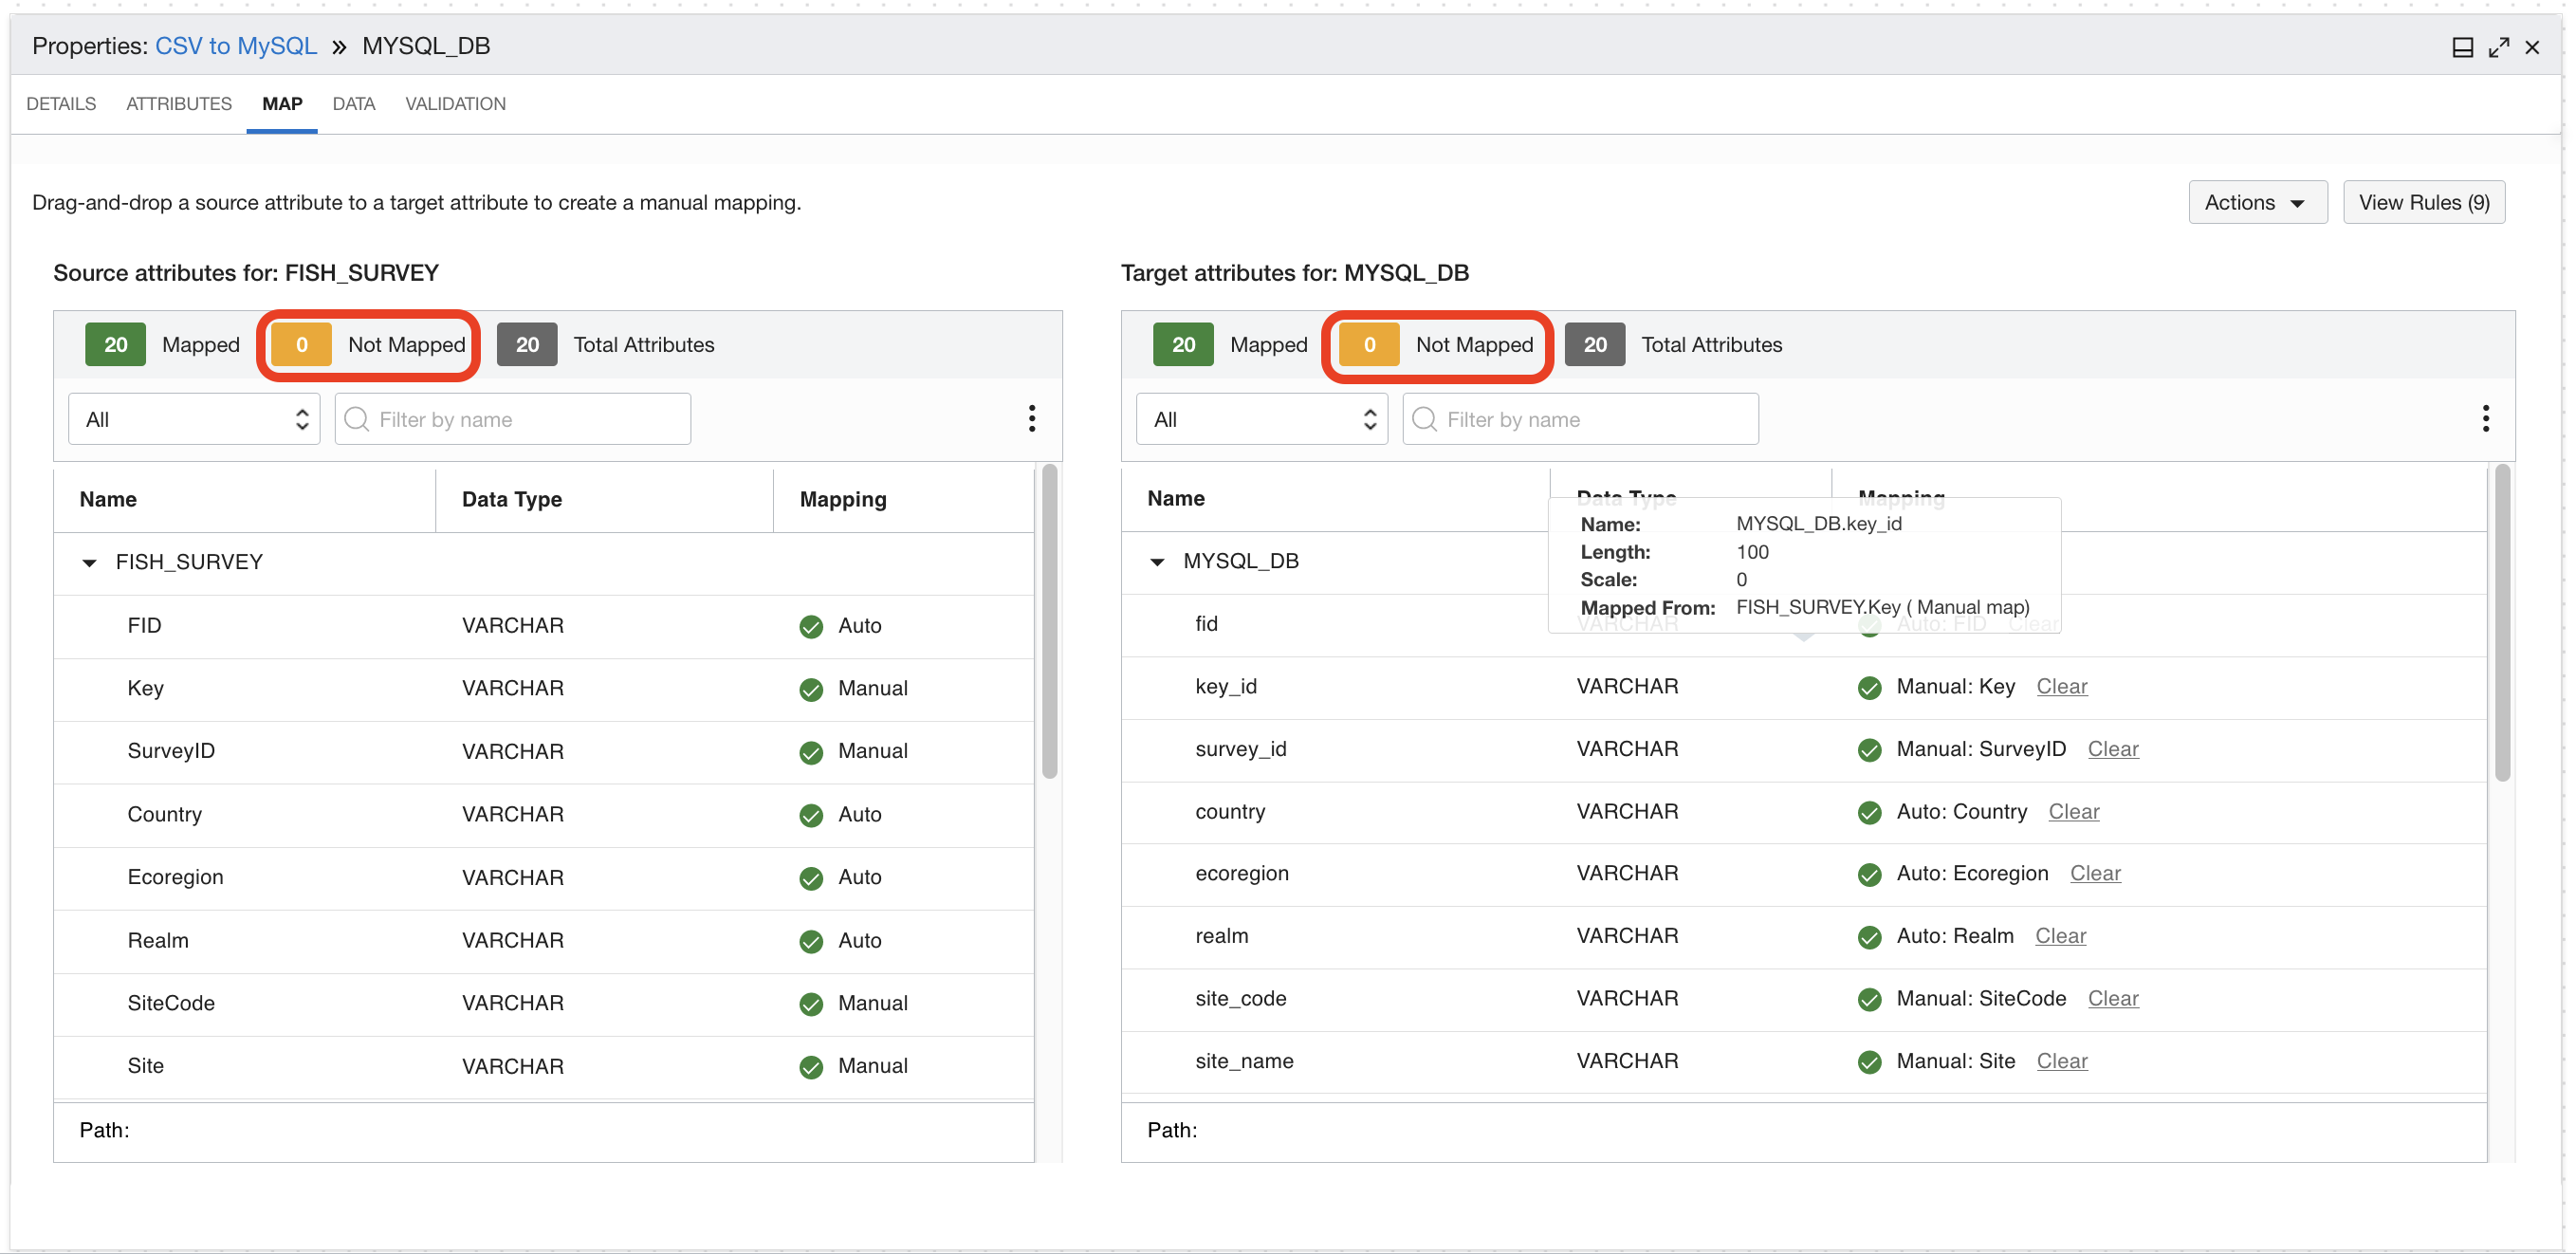 Properties: CSV to MySQL » MYSQL_DB
DETAILS ATTRIBUTES MAP DATA VALIDATION
Drag-and-drop a source attribute to a target attribute to create a manual mapping.
Actions View Rules (9)
Source attributes for: FISH_SURVEY
20 Mapped 0 Not Mapped 20 Total Attributes
All Filter by name
Name Data Type Mapping
FISH_SURVEY
FID VARCHAR Auto
Key VARCHAR Manual
SurveyID VARCHAR Manual
Country VARCHAR Auto
Ecoregion VARCHAR Auto
Realm VARCHAR Auto
SiteCode VARCHAR Manual
Site VARCHAR Manual
Path:
Target attributes for: MYSQL_DB
20 Mapped 0 Not Mapped 20 Total Attributes
All Filter by name
Name Data Type Mapping
Name: MYSQL_DB.key_id
Length: 100
Scale: 0
Mapped From: FISH_SURVEY.Key ( Manual map)
MYSQL_DB
fid VARCHAR Auto: FID Clear
key_id VARCHAR Manual: Key Clear
survey_id VARCHAR Manual: SurveyID Clear
country VARCHAR Auto: Country Clear
ecoregion VARCHAR Auto: Ecoregion Clear
realm VARCHAR Auto: Realm Clear
site_code VARCHAR Manual: SiteCode Clear
site_name VARCHAR Manual: Site Clear
Path: